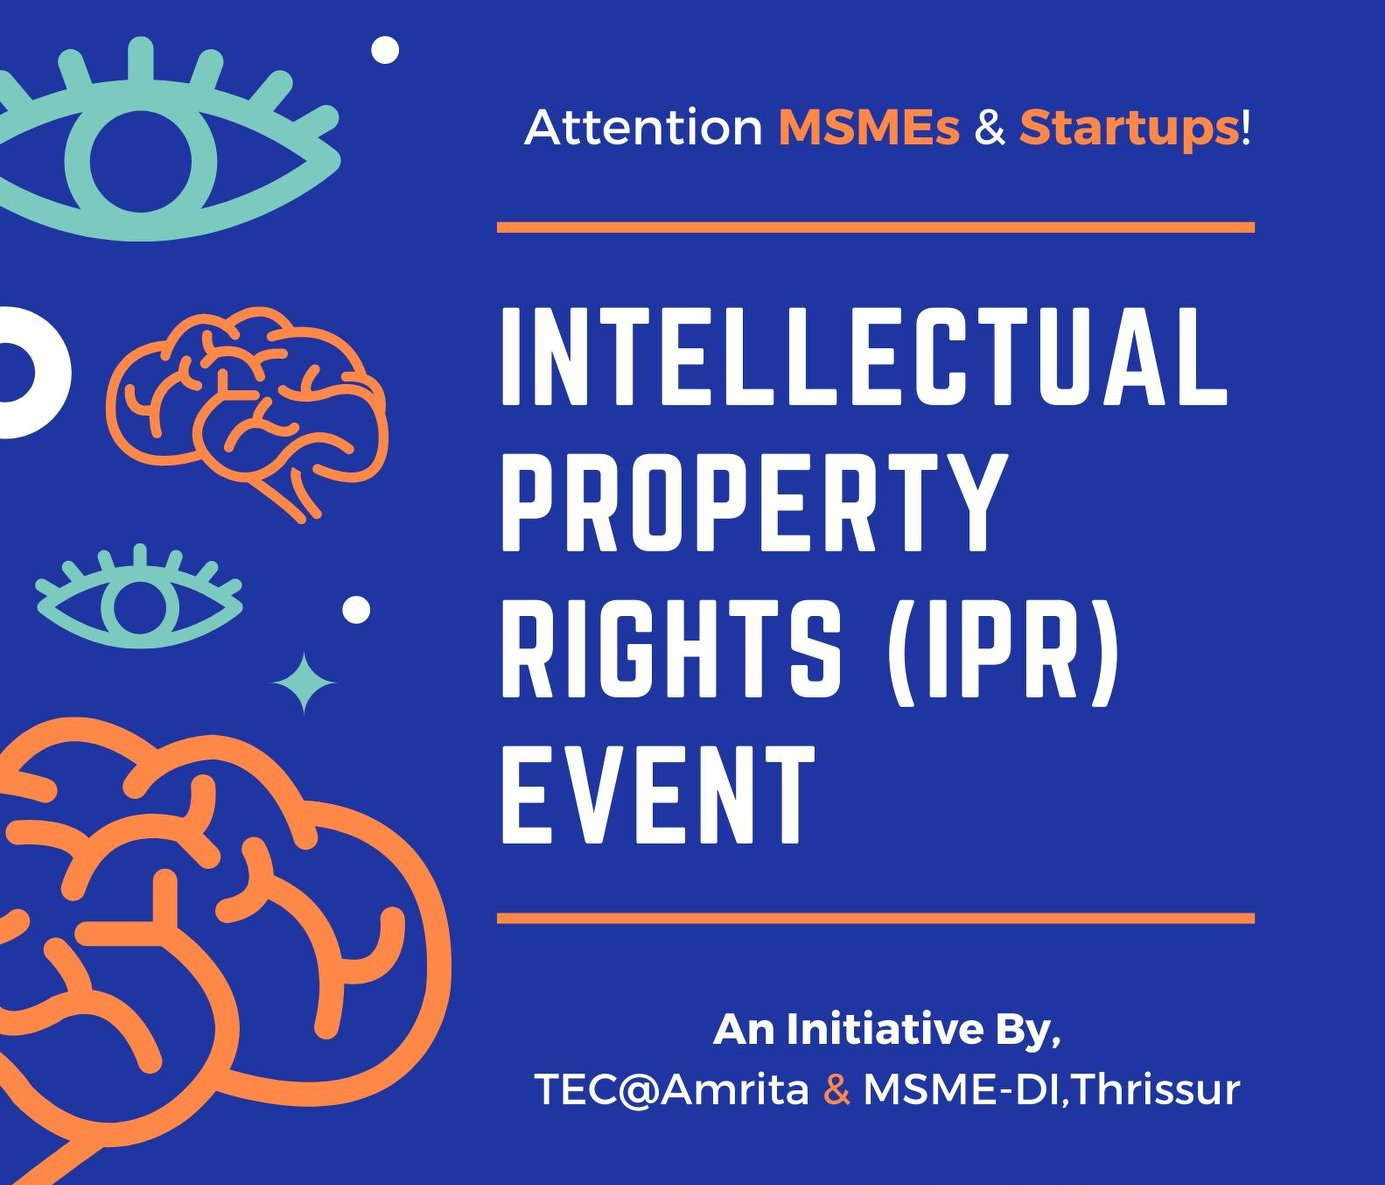 Attention MSMEs & Startups!
INTELLECTUAL
PROPERTY
RIGHTS (IPR)
EVENT
An Initiative By,
TEC@Amrita & MSME-DI,Thrissur